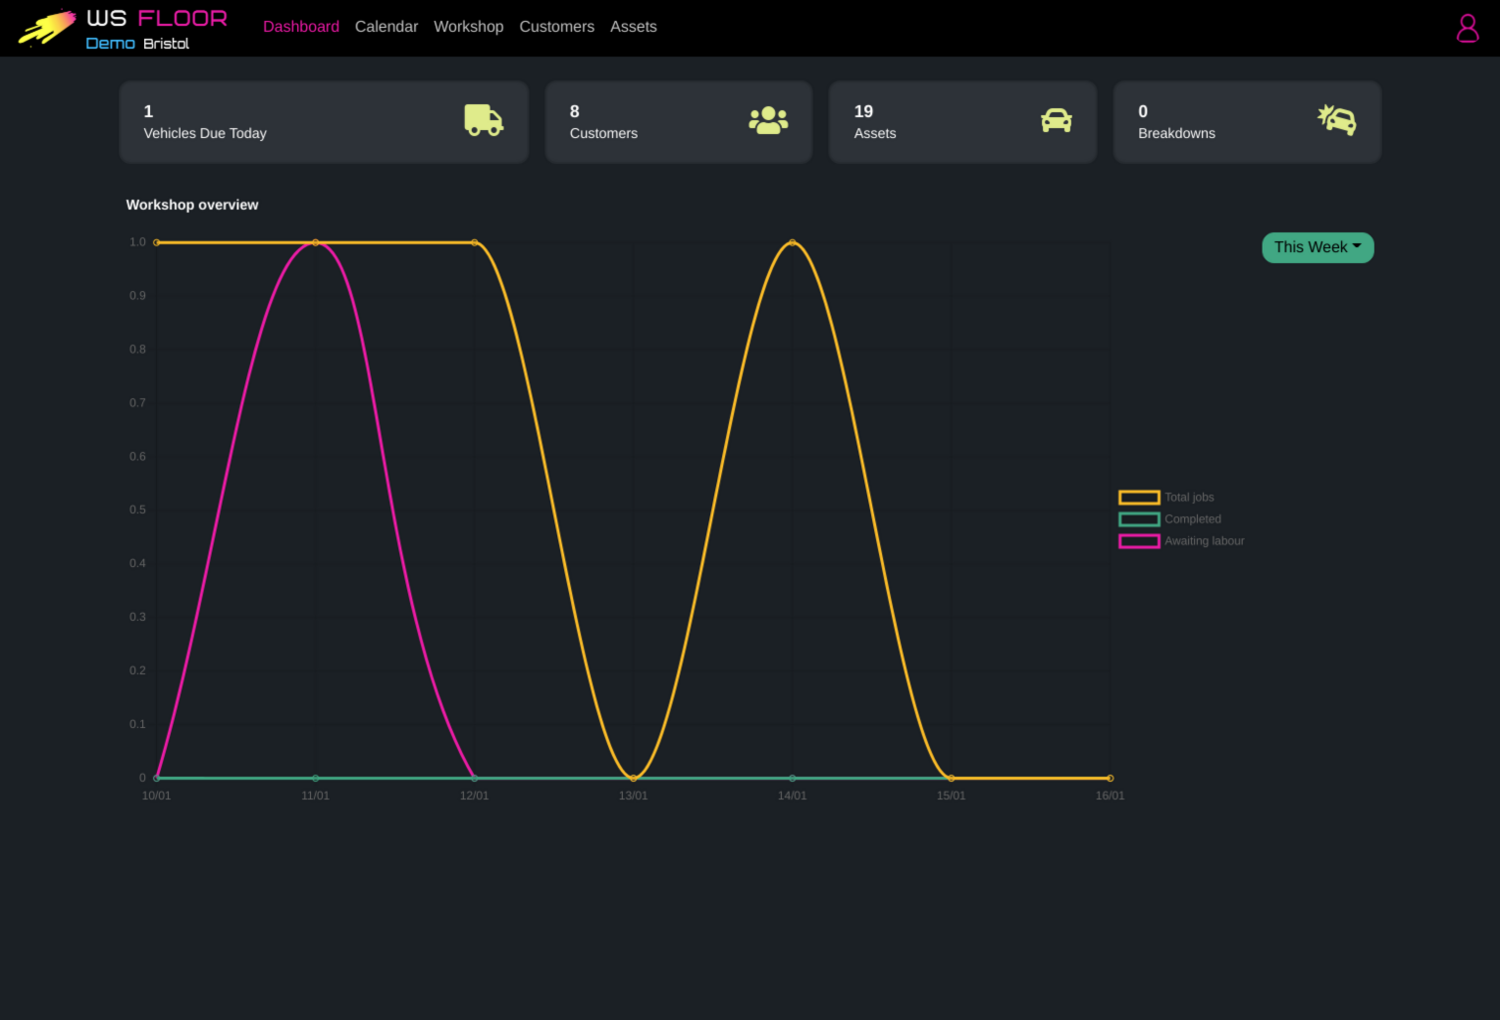 WS FLOOR
Demo Bristol
Dashboard Calendar Workshop Customers Assets
1
Vehicles Due Today
8
Customers
19
Assets
0
Breakdowns
Workshop overview
This Week
1.0
0.9
0.8
0.7
0.6
0.5
0.4
0.3
0.2
0.1
0
10/01 11/01 12/01 13/01 14/01 15/01 16/01
Total jobs
Completed
Awaiting labour